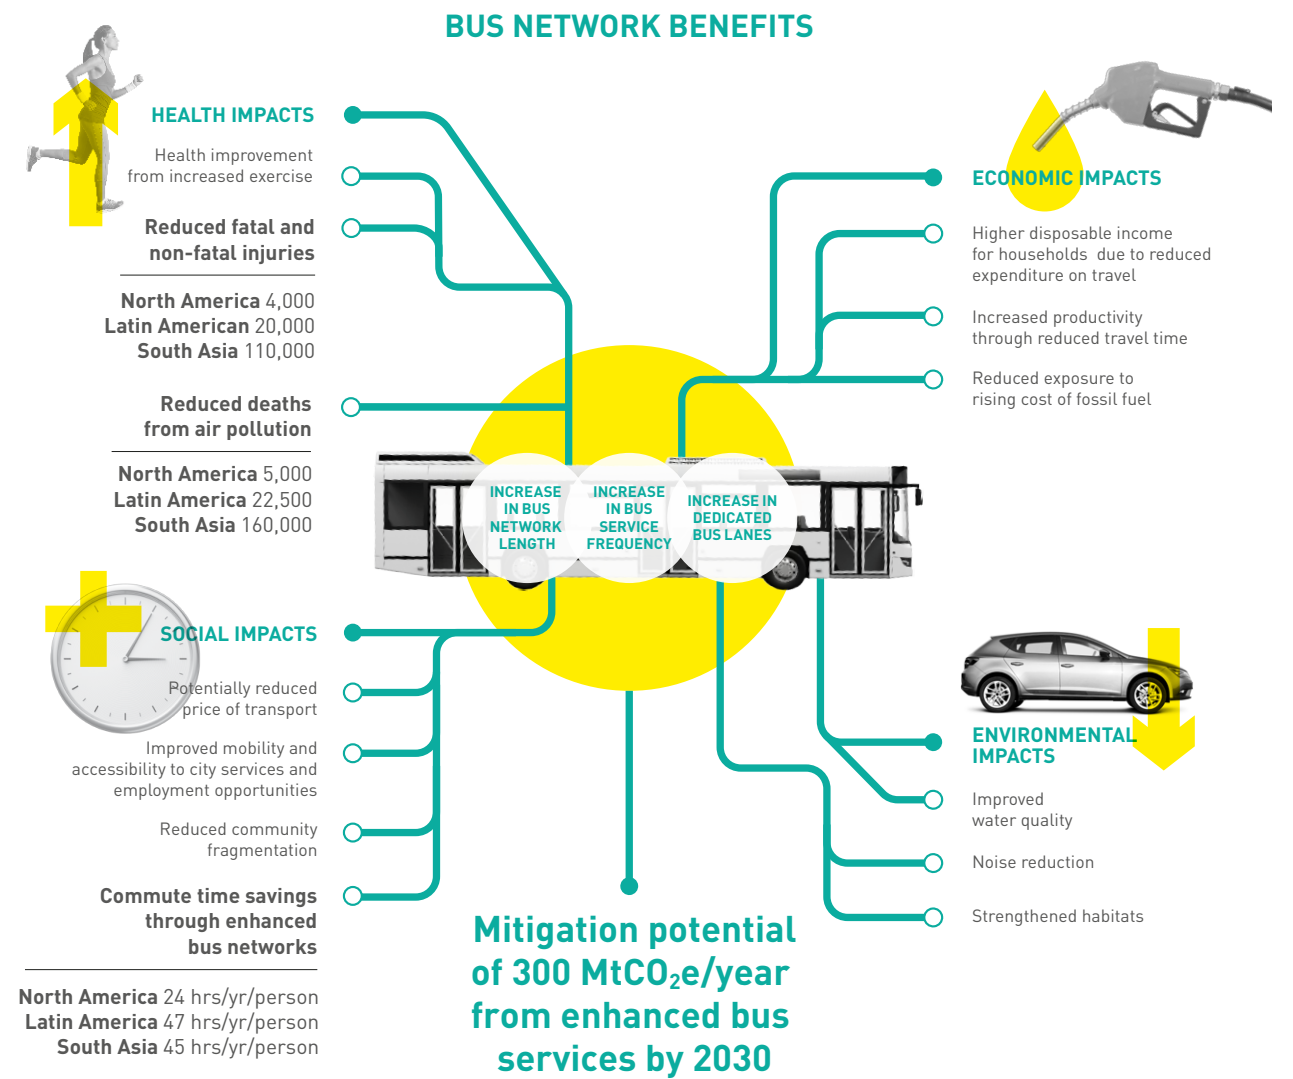 BUS NETWORK BENEFITS
HEALTH IMPACTS
Health improvement
from increased exercise
Reduced fatal and
non-fatal injuries
North America 4,000
Latin American 20,000
South Asia 110,000
Reduced deaths
from air pollution
North America 5,000
Latin America 22,500
South Asia 160,000
ECONOMIC IMPACTS
Higher disposable income
for households due to reduced
expenditure on travel
Increased productivity
through reduced travel time
Reduced exposure to
rising cost of fossil fuel
INCREASE
IN BUS
NETWORK
LENGTH
INCREASE
IN BUS
SERVICE
FREQUENCY
INCREASE IN
DEDICATED
BUS LANES
SOCIAL IMPACTS
Potentially reduced
price of transport
Improved mobility and
accessibility to city services and
employment opportunities
Reduced community
fragmentation
Commute time savings
through enhanced
bus networks
North America 24 hrs/yr/person
Latin America 47 hrs/yr/person
South Asia 45 hrs/yr/person
ENVIRONMENTAL
IMPACTS
Improved
water quality
Noise reduction
Strengthened habitats
Mitigation potential
of 300 MtCO₂e/year
from enhanced bus
services by 2030